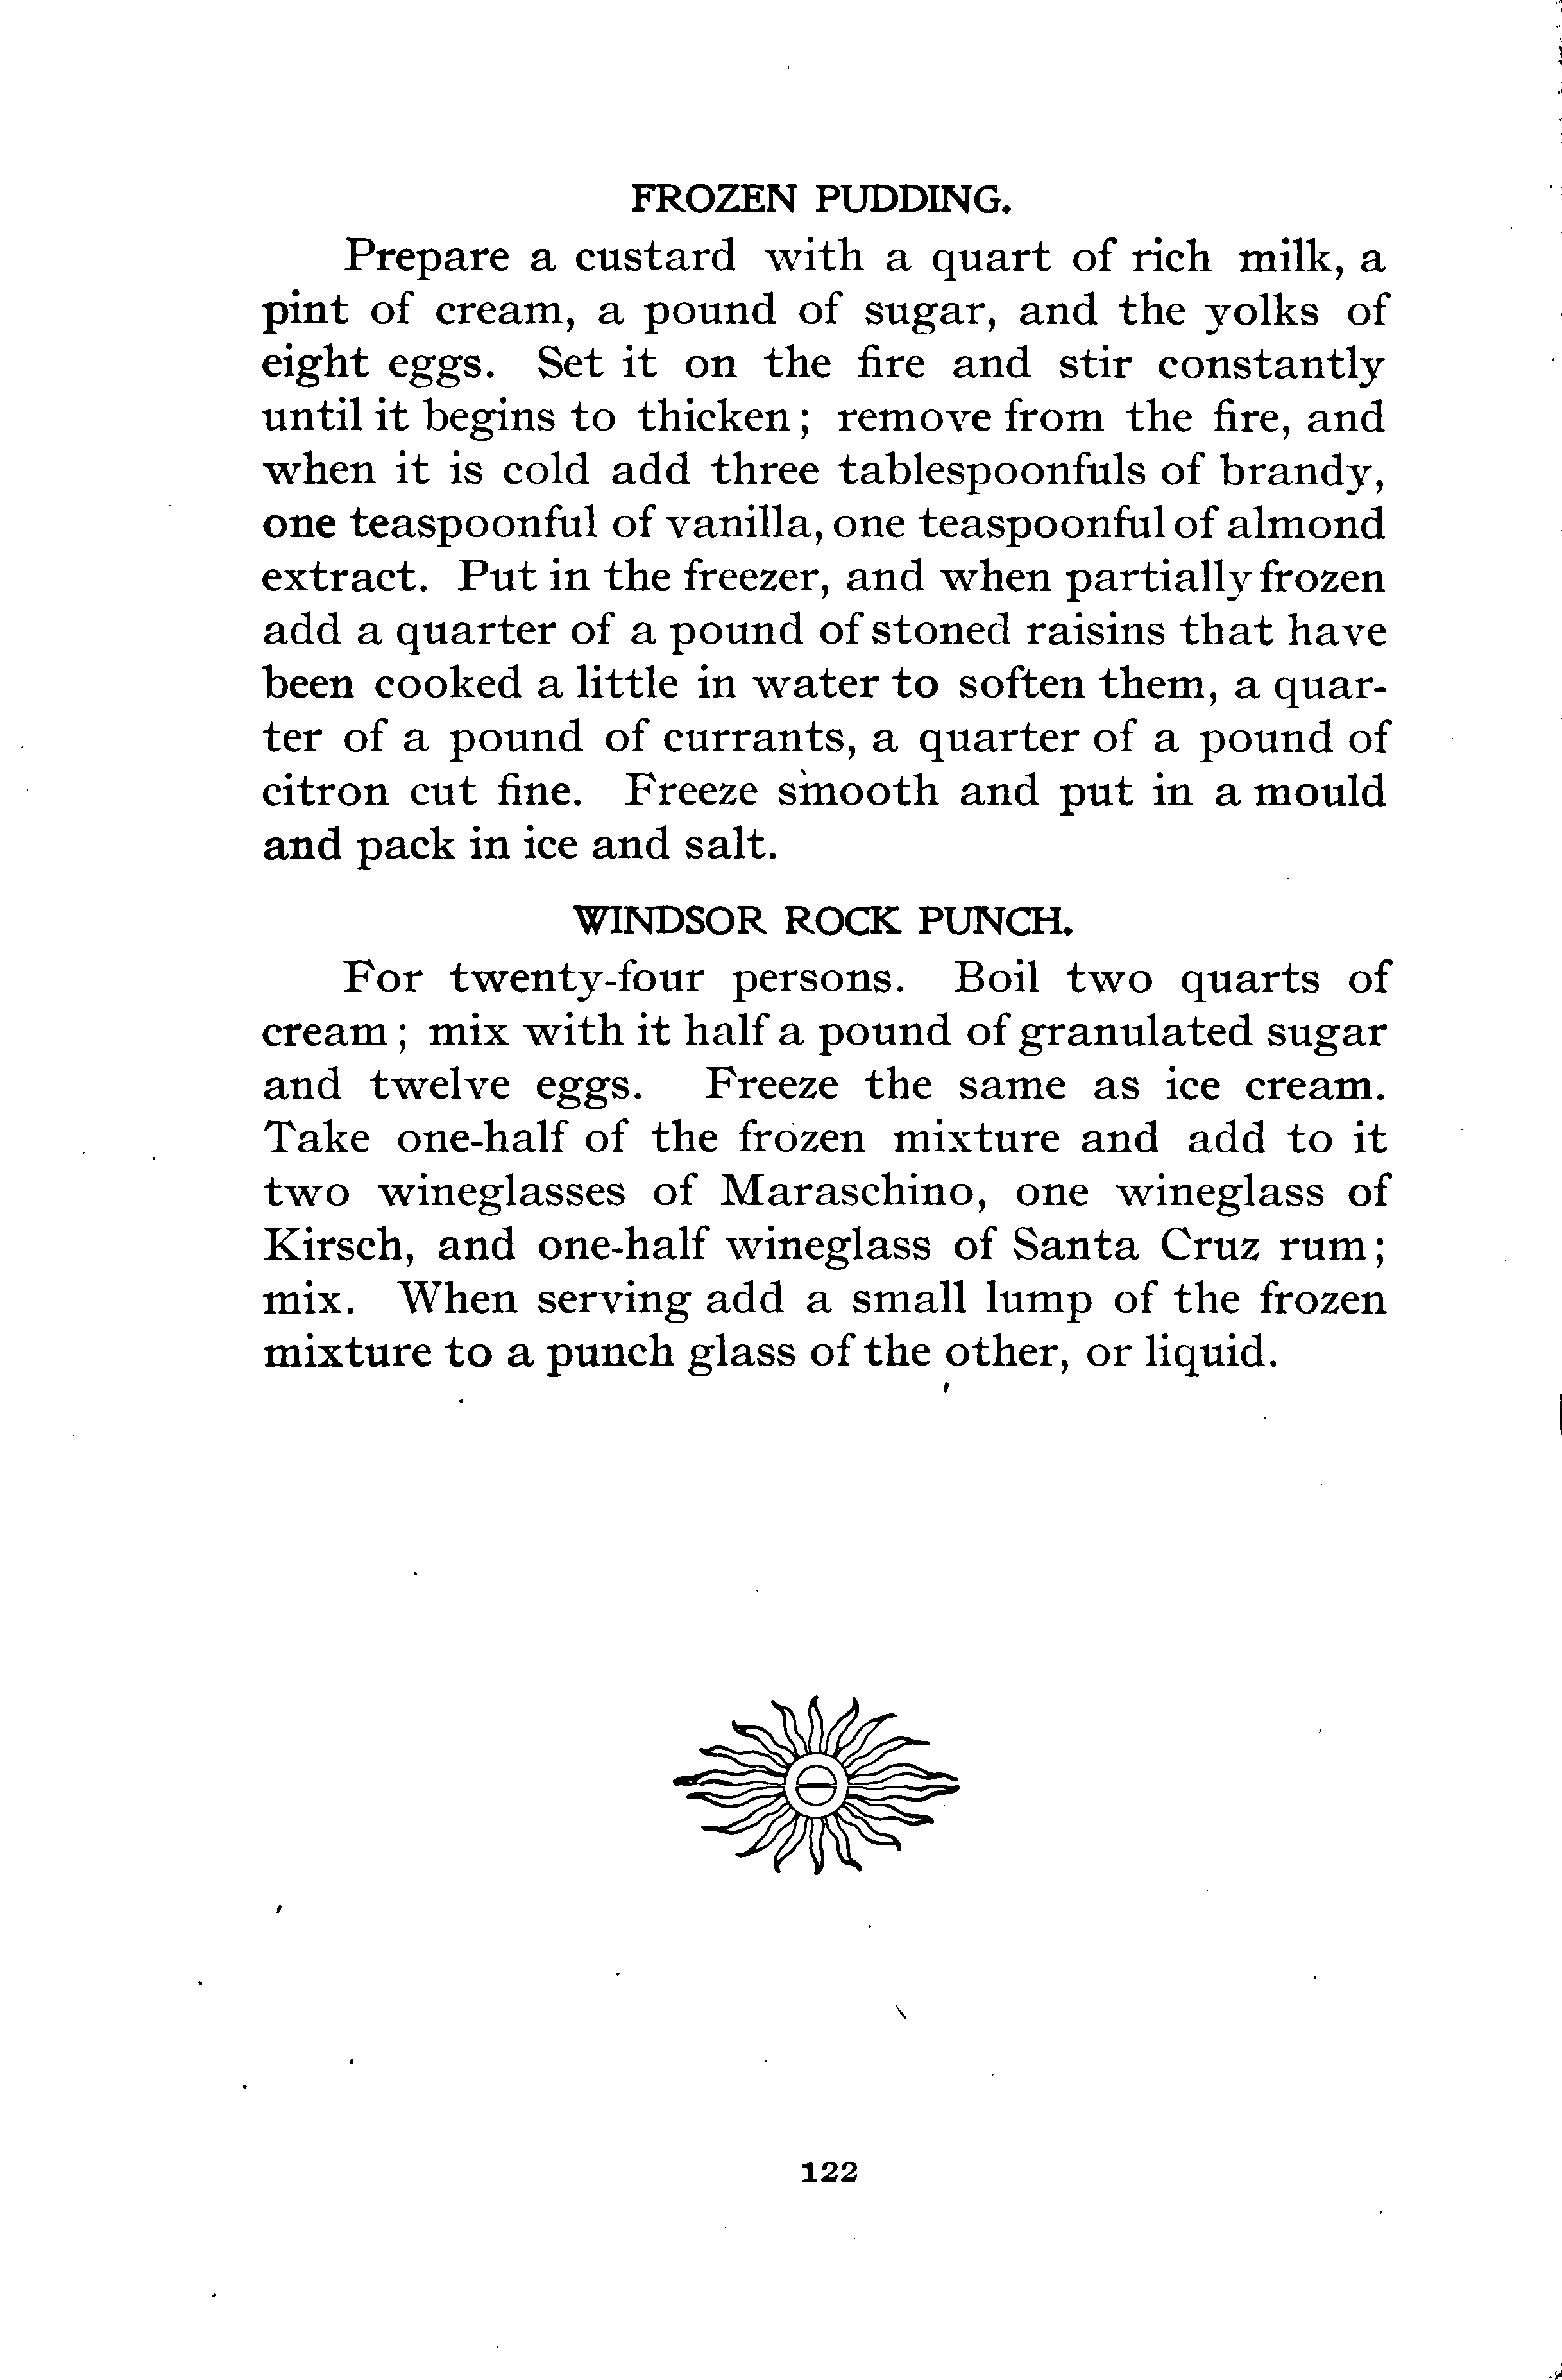 FROZEN PUDDING.
Prepare a custard with a quart of rich milk, a
pint of cream, a pound of sugar, and the yolks of
eight eggs. Set it on the fire and stir constantly
until it begins to thicken; remove from the fire, and
when it is cold add three tablespoonfuls of brandy,
one teaspoonful of vanilla, one teaspoonful of almond
extract. Put in the freezer, and when partially frozen
add a quarter of a pound of stoned raisins that have
been cooked a little in water to soften them, a quar-
ter of a pound of currants, a quarter of a pound of
citron cut fine. Freeze smooth and put in a mould
and pack in ice and salt.
WINDSOR ROCK PUNCH.
For twenty-four persons. Boil two quarts of
cream; mix with it half a pound of granulated sugar
and twelve eggs. Freeze the same as ice cream.
Take one-half of the frozen mixture and add to it
two wineglasses of Maraschino, one wineglass of
Kirsch, and one-half wineglass of Santa Cruz rum;
mix. When serving add a small lump of the frozen
mixture to a punch glass of the other, or liquid.
122